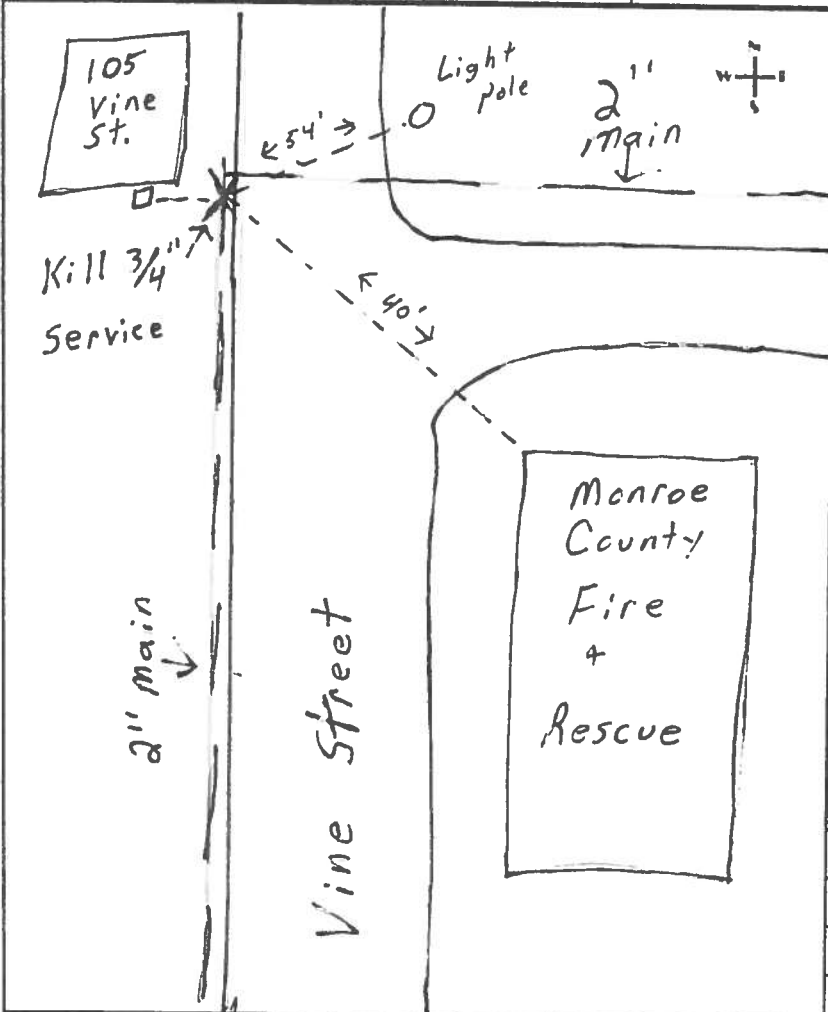 105
Vine
St.
Light
pole
2"
main
N
W E
S
54'
Kill 3/4"
Service
40'
2" main
Vine Street
Monroe
County
Fire
+
Rescue